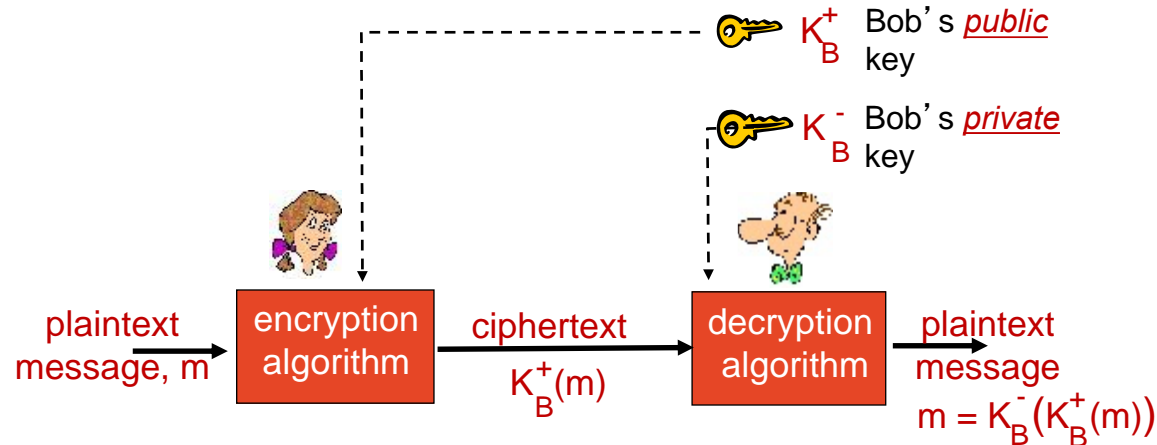 K_B^+ Bob's public
key
K_B^- Bob's private
key
plaintext
message, m
encryption
algorithm
ciphertext
K_B^+(m)
decryption
algorithm
plaintext
message
m = K_B^-(K_B^+(m))